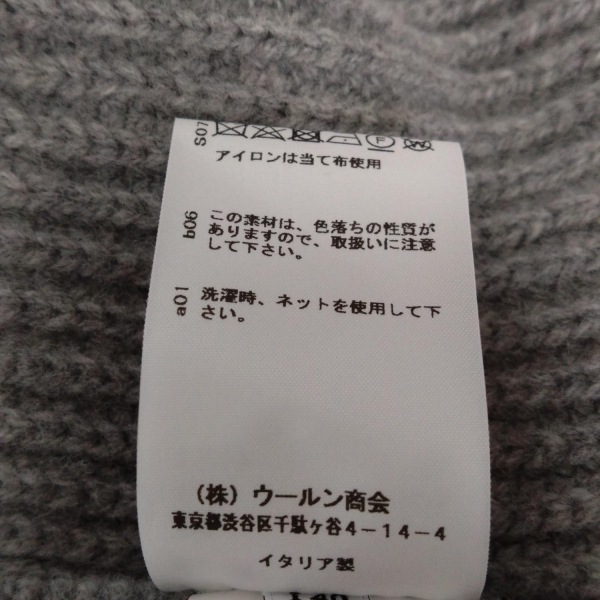 S07
アイロンは当て布使用
b06
この素材は、色落ちの性質が
ありますので、取扱いに注意
して下さい。
a01
洗濯時、ネットを使用して下
さい。
(株)ウールン商会
東京都渋谷区千駄ヶ谷4-14-4
イタリア製